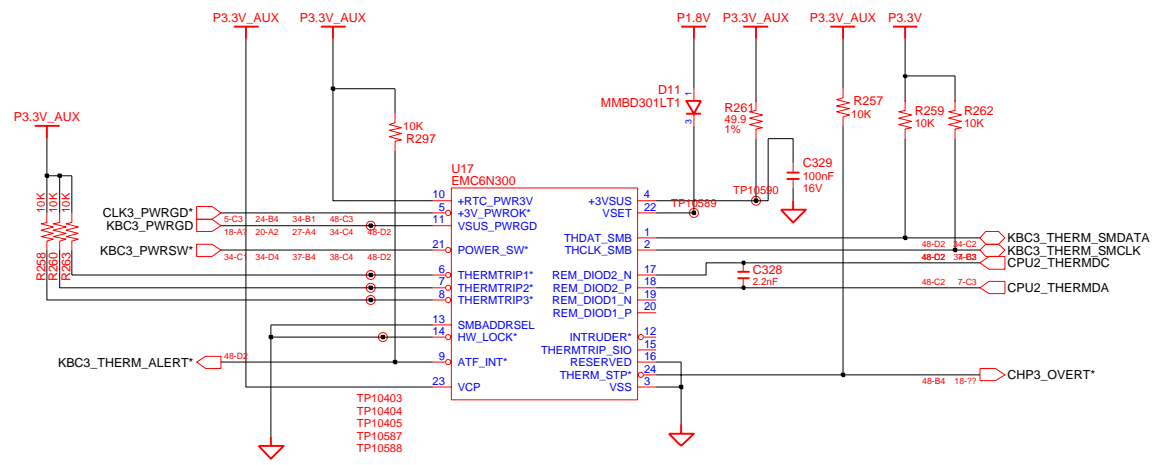 P3.3V_AUX
P3.3V_AUX
P1.8V
P3.3V_AUX
P3.3V_AUX
P3.3V
D11
1
MMBD301LT1
3
R261
49.9
1%
R257
10K
R259
10K
R262
10K
P3.3V_AUX
10K
R297
C329
100nF
16V
U17
EMC6N300
TP10590
TP10589
10K
10K
10K
R258
R260
R263
CLK3_PWRGD*
5-C3 24-B4 34-B1 48-C3
KBC3_PWRGD
18-A? 20-A2 27-A4 34-C4 48-D2
KBC3_PWRSW*
34-C1 34-D4 37-B4 38-C4 48-D2
KBC3_THERM_ALERT*
48-D2
10 +RTC_PWR3V
5 +3V_PWROK*
11 VSUS_PWRGD
21 POWER_SW*
6 THERMTRIP1*
7 THERMTRIP2*
8 THERMTRIP3*
13 SMBADDRSEL
14 HW_LOCK*
9 ATF_INT*
23 VCP
+3VSUS 4
VSET 22
THDAT_SMB 1
THCLK_SMB 2
REM_DIOD2_N 17
REM_DIOD2_P 18
REM_DIOD1_N 19
REM_DIOD1_P 20
INTRUDER* 12
THERMTRIP_SIO 15
RESERVED 16
THERM_STP* 24
VSS 3
C328
2.2nF
48-D2 34-C2
KBC3_THERM_SMDATA
KBC3_THERM_SMCLK
48-C2
CPU2_THERMDC
48-C2 7-C3
CPU2_THERMDA
48-B4 18-??
CHP3_OVERT*
TP10403
TP10404
TP10405
TP10587
TP10588